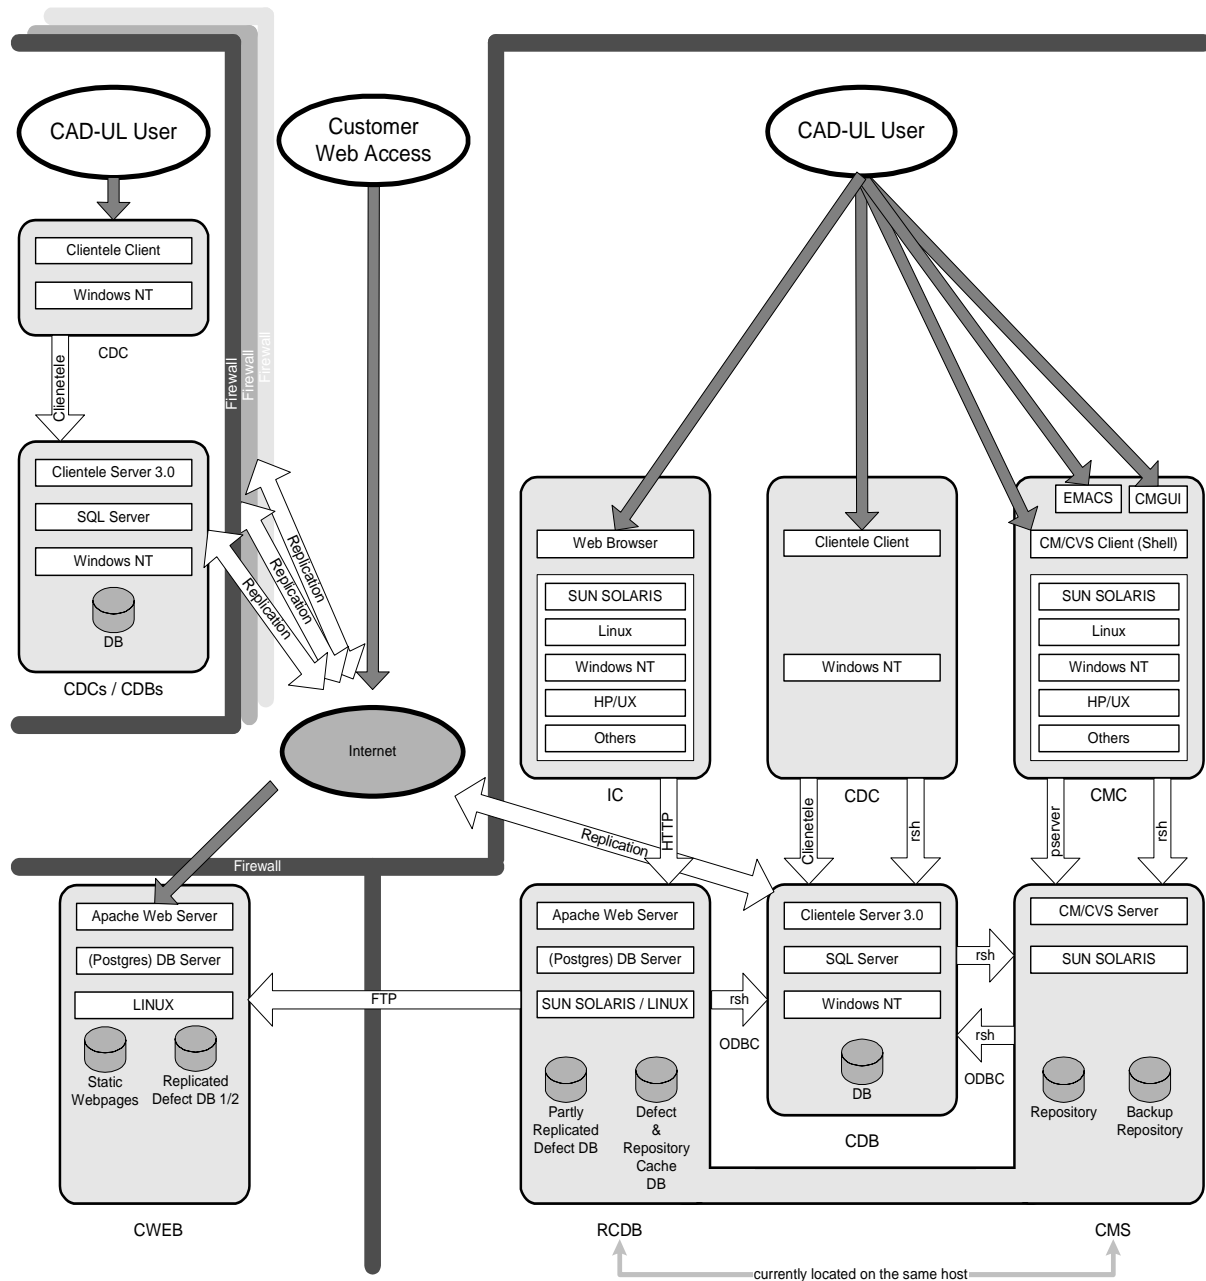 CAD-UL User
Clientele Client
Windows NT
CDC
Clienetele
Clientele Server 3.0
SQL Server
Windows NT
DB
CDCs / CDBs
Firewall
Firewall
Firewall
Customer
Web Access
Replication
Replication
Replication
Internet
CAD-UL User
Web Browser
SUN SOLARIS
Linux
Windows NT
HP/UX
Others
IC
Clientele Client
Windows NT
CDC
EMACS
CMGUI
CM/CVS Client (Shell)
SUN SOLARIS
Linux
Windows NT
HP/UX
Others
CMC
Replication
HTTP
Clienetele
rsh
pserver
rsh
Firewall
Apache Web Server
(Postgres) DB Server
LINUX
Static
Webpages
Replicated
Defect DB 1/2
CWEB
FTP
Apache Web Server
(Postgres) DB Server
SUN SOLARIS / LINUX
Partly
Replicated
Defect DB
Defect
&
Repository
Cache
DB
RCDB
rsh
ODBC
Clientele Server 3.0
SQL Server
Windows NT
DB
CDB
rsh
rsh
ODBC
CM/CVS Server
SUN SOLARIS
Repository
Backup
Repository
CMS
currently located on the same host